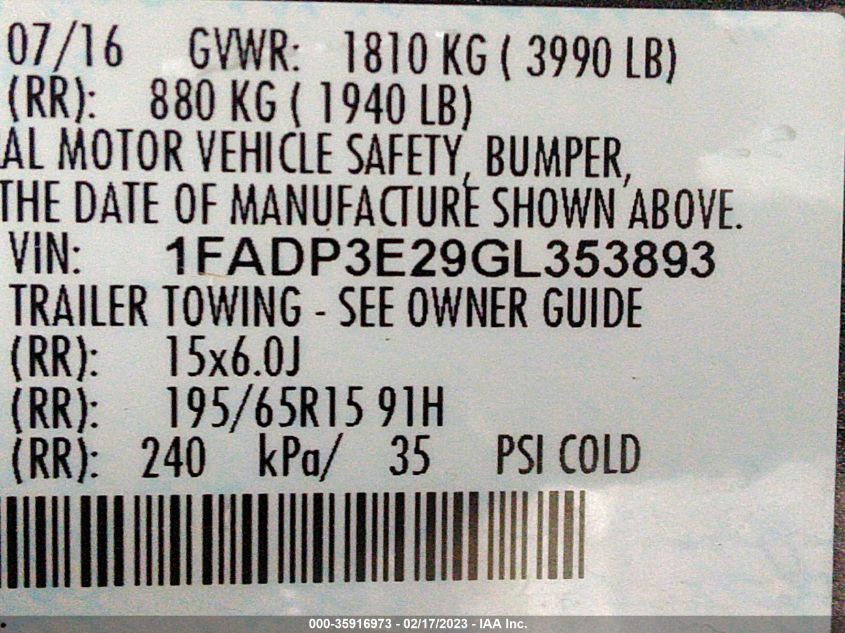 07/16 GVWR: 1810 KG ( 3990 LB)
(RR): 880 KG ( 1940 LB)
AL MOTOR VEHICLE SAFETY, BUMPER,
THE DATE OF MANUFACTURE SHOWN ABOVE.
VIN: 1FADP3E29GL353893
TRAILER TOWING - SEE OWNER GUIDE
(RR): 15x6.0J
(RR): 195/65R15 91H
(RR): 240 kPa/ 35 PSI COLD
000-35916973 - 02/17/2023 - IAA Inc.